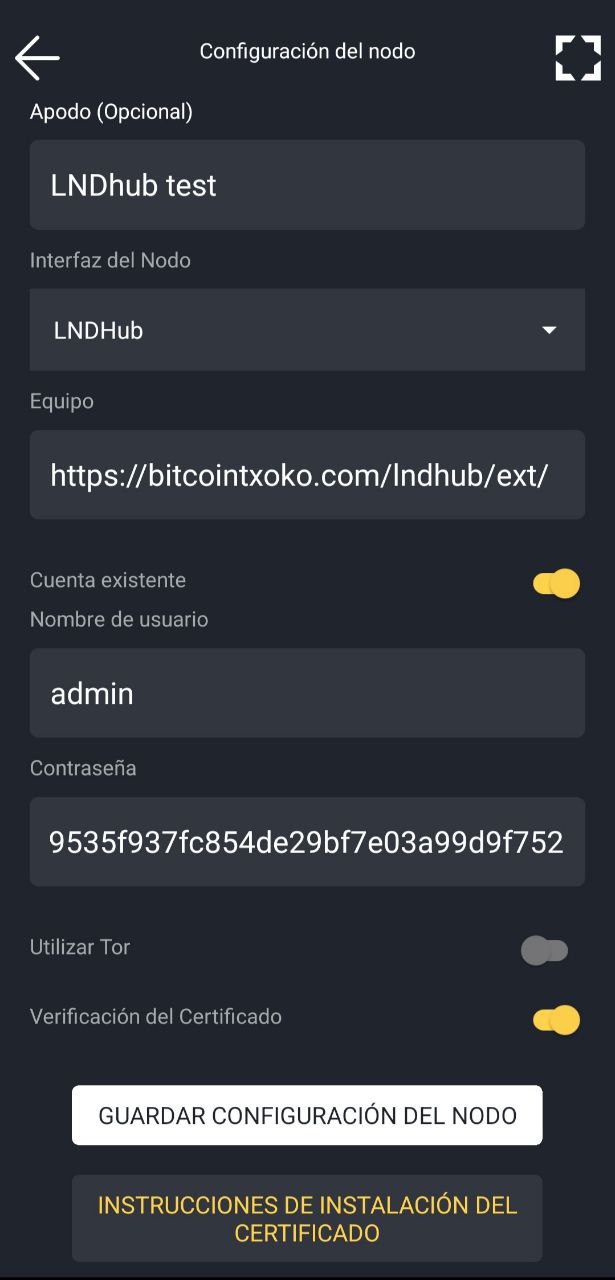 Configuración del nodo
Apodo (Opcional)
LNDhub test
Interfaz del Nodo
LNDHub
Equipo
https://bitcointxoko.com/lndhub/ext/
Cuenta existente
Nombre de usuario
admin
Contraseña
9535f937fc854de29bf7e03a99d9f752
Utilizar Tor
Verificación del Certificado
GUARDAR CONFIGURACIÓN DEL NODO
INSTRUCCIONES DE INSTALACIÓN DEL
CERTIFICADO